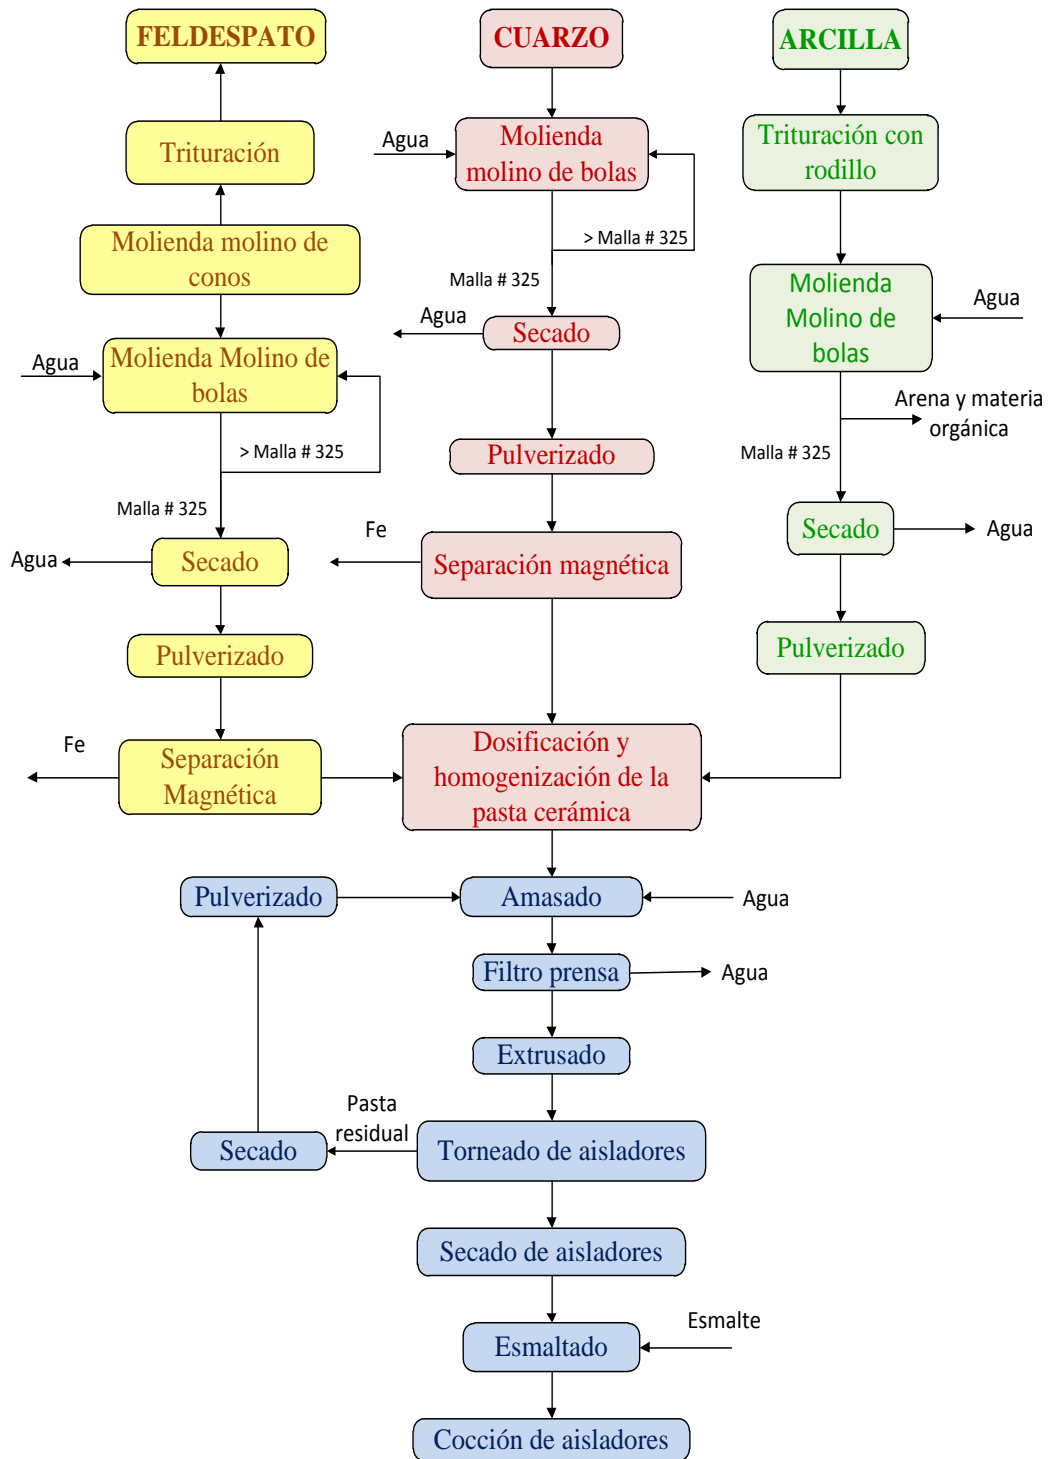 FELDESPATO
CUARZO
ARCILLA
Trituración
Agua
Molienda
molino de bolas
Trituración con
rodillo
Molienda molino de
conos
> Malla # 325
Malla # 325
Molienda
Molino de
bolas
Agua
Agua
Secado
Agua
Molienda Molino de
bolas
Arena y materia
orgánica
> Malla # 325
Pulverizado
Malla # 325
Malla # 325
Fe
Secado
Agua
Agua
Secado
Separación magnética
Pulverizado
Pulverizado
Fe
Separación
Magnética
Dosificación y
homogenización de la
pasta cerámica
Pulverizado
Amasado
Agua
Filtro prensa
Agua
Extrusado
Pasta
residual
Secado
Torneado de aisladores
Secado de aisladores
Esmalte
Esmaltado
Cocción de aisladores